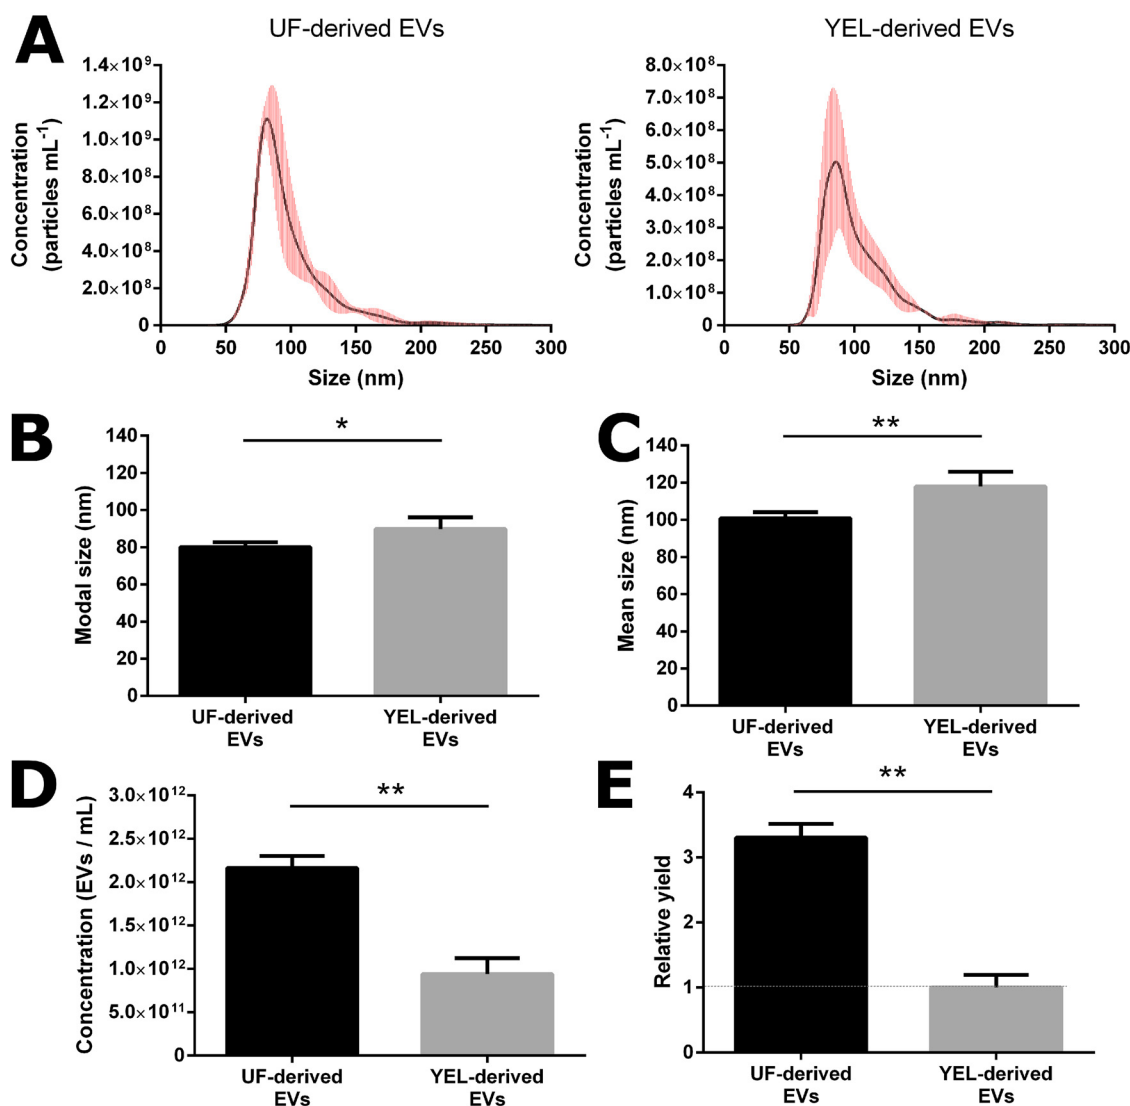 A
UF-derived EVs
YEL-derived EVs
Concentration
(particles mL⁻¹)
1.4×10⁹
1.2×10⁹
1.0×10⁹
8.0×10⁸
6.0×10⁸
4.0×10⁸
2.0×10⁸
0
0 50 100 150 200 250 300
Size (nm)
Concentration
(particles mL⁻¹)
8.0×10⁸
7.0×10⁸
6.0×10⁸
5.0×10⁸
4.0×10⁸
3.0×10⁸
2.0×10⁸
1.0×10⁸
0
0 50 100 150 200 250 300
Size (nm)
B
Modal size (nm)
140
120
100
80
60
40
20
0
*
UF-derived
EVs
YEL-derived
EVs
C
Mean size (nm)
140
120
100
80
60
40
20
0
**
UF-derived
EVs
YEL-derived
EVs
D
Concentration (EVs / mL)
3.0×10¹²
2.5×10¹²
2.0×10¹²
1.5×10¹²
1.0×10¹²
5.0×10¹¹
0
**
UF-derived
EVs
YEL-derived
EVs
E
Relative yield
4
3
2
1
0
**
UF-derived
EVs
YEL-derived
EVs